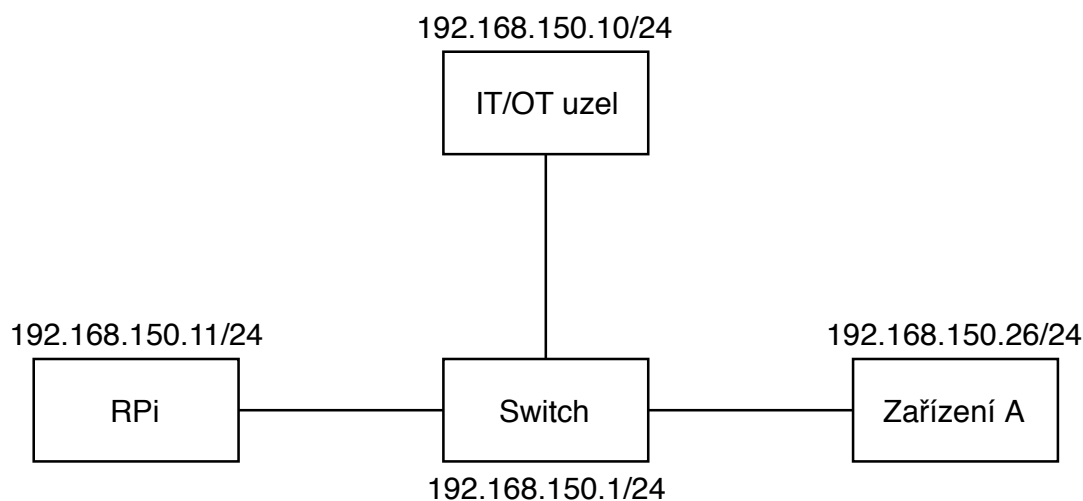 192.168.150.10/24
IT/OT uzel
192.168.150.11/24
192.168.150.26/24
RPi
Switch
Zařízení A
192.168.150.1/24